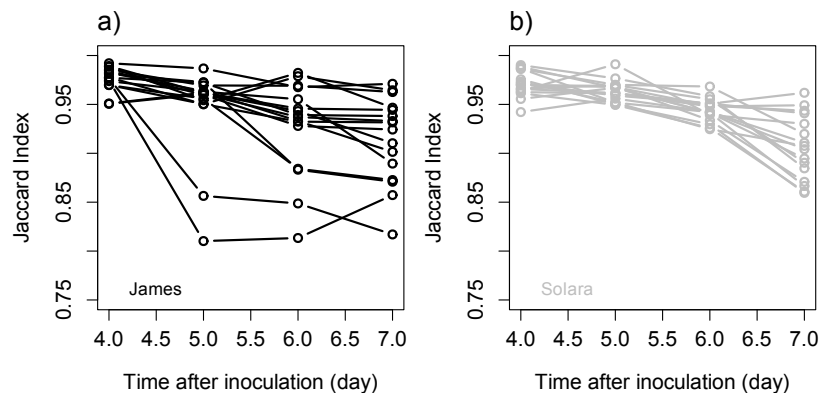 a)
Jaccard Index
0.95
0.85
0.75
James
4.0 4.5 5.0 5.5 6.0 6.5 7.0
Time after inoculation (day)
b)
Jaccard Index
0.95
0.85
0.75
Solara
4.0 4.5 5.0 5.5 6.0 6.5 7.0
Time after inoculation (day)